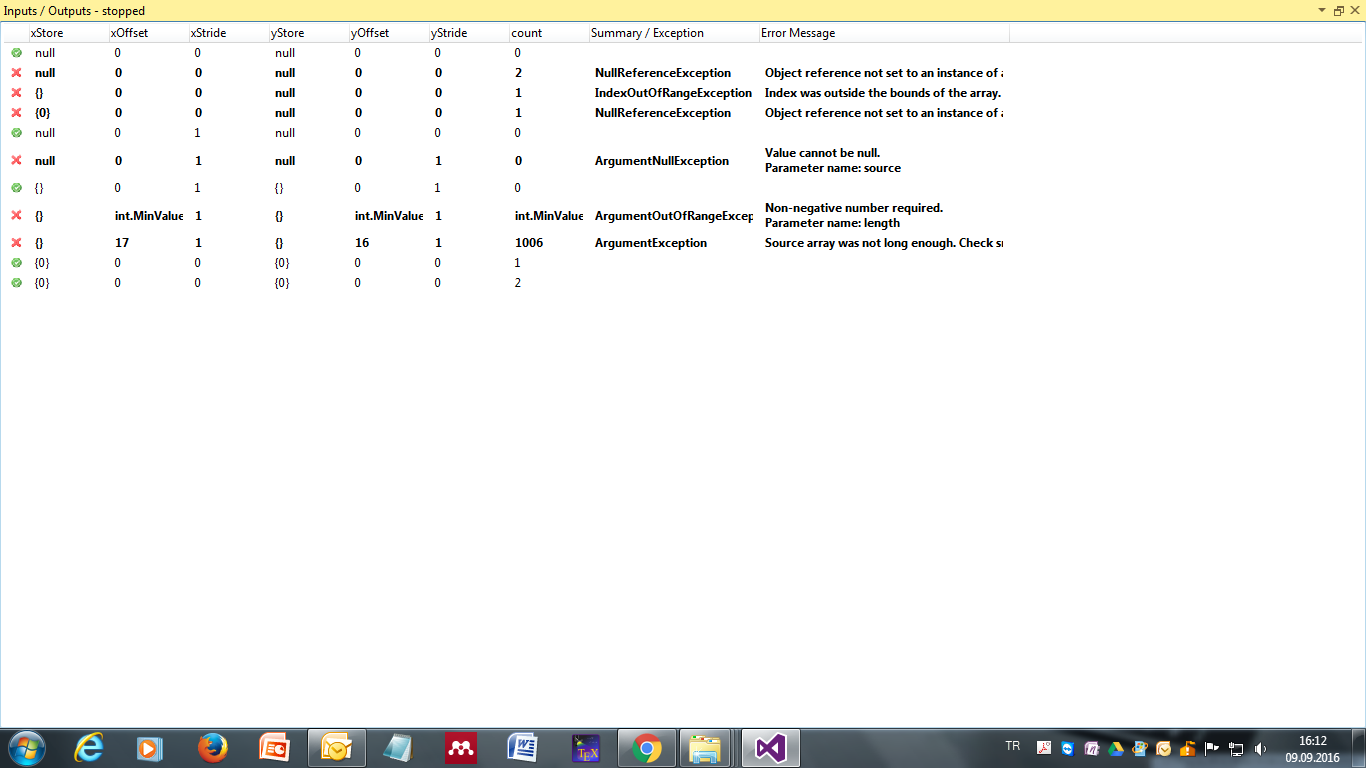 Inputs / Outputs - stopped
xStore xOffset xStride yStore yOffset yStride count Summary / Exception Error Message
null 0 0 null 0 0 0
null 0 0 null 0 0 2 NullReferenceException Object reference not set to an instance of
{} 0 0 null 0 0 1 IndexOutOfRangeException Index was outside the bounds of the array.
{0} 0 0 null 0 0 1 NullReferenceException Object reference not set to an instance of
null 0 1 null 0 0 0
null 0 1 null 0 1 0 ArgumentNullException Value cannot be null.
Parameter name: source
{} 0 1 {} 0 1 0
{} int.MinValue 1 {} int.MinValue 1 int.MinValue ArgumentOutOfRangeExcep Non-negative number required.
Parameter name: length
{} 17 1 {} 16 1 1006 ArgumentException Source array was not long enough. Check
{0} 0 0 {0} 0 0 1
{0} 0 0 {0} 0 0 2
TR 16:12
09.09.2016